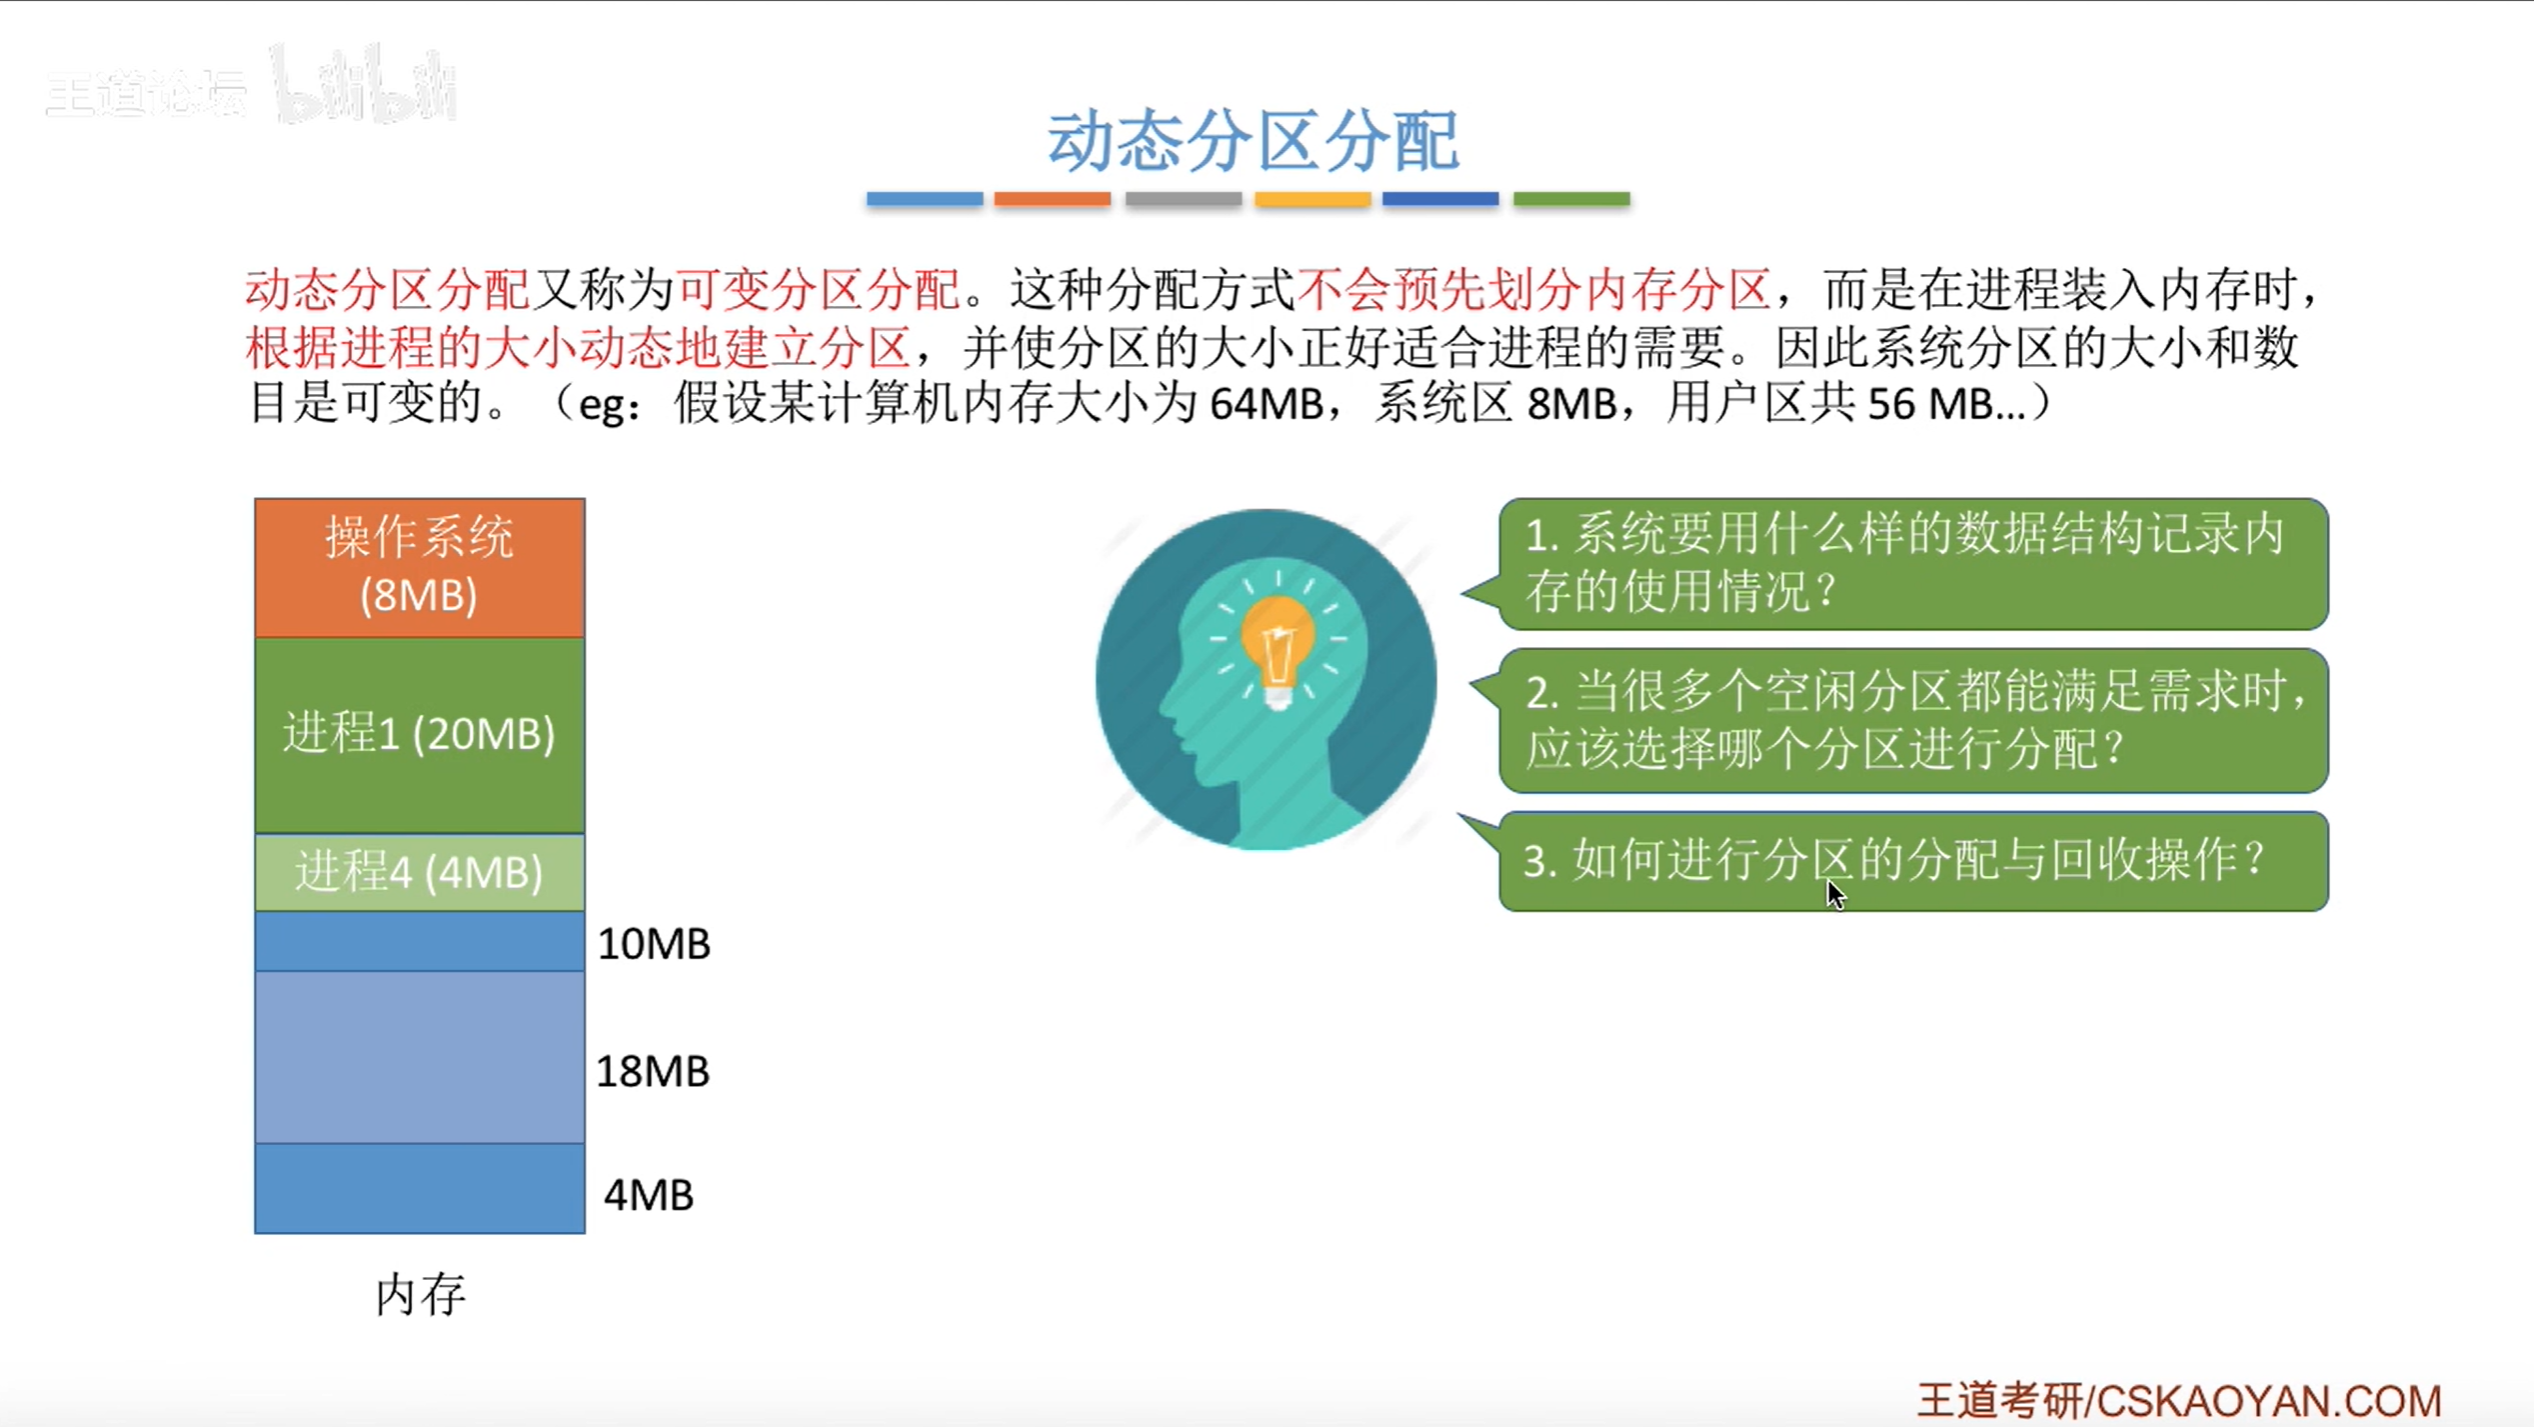 王道论坛 bilibili
动态分区分配
动态分区分配又称为可变分区分配。这种分配方式不会预先划分内存分区，而是在进程装入内存时，
根据进程的大小动态地建立分区，并使分区的大小正好适合进程的需要。因此系统分区的大小和数
目是可变的。（eg：假设某计算机内存大小为 64MB，系统区 8MB，用户区共 56 MB…）
操作系统
(8MB)
进程1 (20MB)
进程4 (4MB)
10MB
18MB
4MB
内存
1. 系统要用什么样的数据结构记录内
存的使用情况？
2. 当很多个空闲分区都能满足需求时，
应该选择哪个分区进行分配？
3. 如何进行分区的分配与回收操作？
王道考研/CSKAOYAN.COM